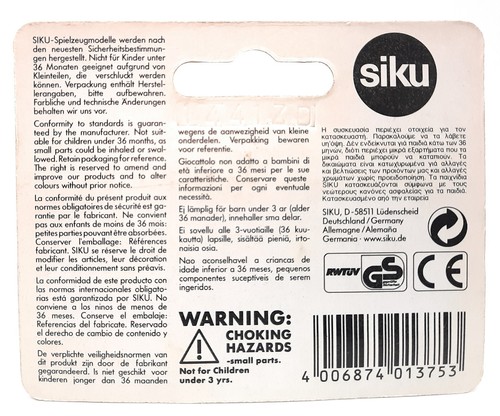 SIKU-Spielzeugmodelle werden nach
den neuesten Sicherheitsbestimmun-
gen hergestellt. Nicht für Kinder unter
36 Monaten geeignet aufgrund von
Kleinteilen, die verschluckt werden
können. Verpackung enthält Herstel-
lerangaben, bitte aufbewahren.
Farbliche und technische Änderungen
behalten wir uns vor.
Conformity to standards is guaran-
teed by the manufacturer. Not suit-
able for children under 36 months, as
small parts could be inhaled or swal-
lowed. Retain packaging for reference.
The right is reserved to amend and
improve our products and to alter
colours without prior notice.
La conformité du présent produit aux
normes obligatoires de sécurité est ga-
rantie par le fabricant. Ne convient
pas aux enfants de moins de 36 mois:
petites parties pouvant être absorbées.
Conserver l'emballage: Références
fabricant. SIKU se réserve le droit de
modifier les articles, leur décoration
et leur conditionnement sans préavis.
La conformidad de este producto con
las normas internacionales obligato-
rias está garantizada por SIKU. No
conviene a los ninos de menos de
36 meses. Conserve el embalaje:
Referencias del fabricante. Reservado
el derecho de cambio de contenido y
colores.
De verplichte veiligheidsnormen van
dit produkt zijn door de fabrikant
gegarandeerd. Is niet geschikt voor
kinderen jonger dan 36 maanden
wegens de aanwezigheid van kleine
onderdelen. Verpakking bewaren
voor referentie.
Giocattolo non adatto a bambini di
età inferiore a 36 mesi per le sue
caratteristiche. Conservare queste
informazioni per ogni eventuale
necessità.
Ej lämplig för barn under 3 ar (alder
36 manader), innehaller sma delar.
Ei sovellu alle 3-vuotiaille (36 kuu-
kautta) lapsille, sisältää pieniä, irto-
naisia osia.
Nao aconselhavel a criancas de
idade inferior a 36 meses, pequenos
componentes suceptiveis de serem
ingeridos.
WARNING:
CHOKING
HAZARDS
-small parts.
Not for Children
under 3 yrs.
siku
Η συσκευασία περιέχει στοιχεία για τον
κατασκευαστή. Παρακαλούμε να τα λάβετε
υπ'όψη. Δεν ενδείκνυται για παιδιά κάτω των 36
μηνών, διότι περιέχει μικρά εξαρτήματα που τα
μικρά παιδιά μπορούν να καταπιούν. Τα
δικαιώματα είναι κατωχυρωμένα για αλλαγές
και βελτιώσεις των προϊόντων μας και αλλαγές
χρωμάτων χωρίς προειδοποίηση. Τα παιχνίδια
SIKU κατασκευάζονται σύμφωνα με τους
νεώτερους κανόνες ασφαλείας για τα παιδιά.
Κατασκευασμένο από την εταιρεία
SIKU, D-58511 Lüdenscheid
Deutschland / Germany
Allemagne / Alemaña
Germania · www.siku.de
RWTÜV
GS
CE
4 006874 013753